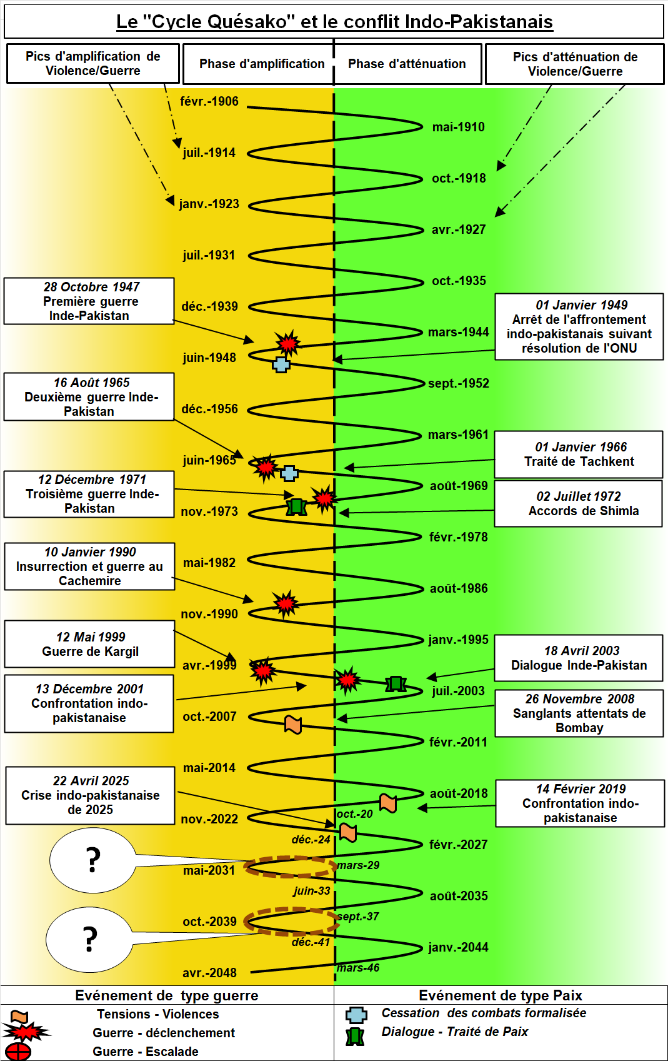 Le "Cycle Quésako" et le conflit Indo-Pakistanais
Pics d'amplification de
Violence/Guerre
Phase d'amplification
Phase d'atténuation
Pics d'atténuation de
Violence/Guerre
févr.-1906
mai-1910
juil.-1914
oct.-1918
janv.-1923
avr.-1927
juil.-1931
oct.-1935
28 Octobre 1947
Première guerre
Inde-Pakistan
déc.-1939
01 Janvier 1949
Arrêt de l'affrontement
indo-pakistanais suivant
résolution de l'ONU
mars-1944
juin-1948
16 Août 1965
Deuxième guerre Inde-
Pakistan
sept.-1952
déc.-1956
mars-1961
01 Janvier 1966
Traité de Tachkent
juin-1965
12 Décembre 1971
Troisième guerre Inde-
Pakistan
août-1969
02 Juillet 1972
Accords de Shimla
nov.-1973
févr.-1978
10 Janvier 1990
Insurrection et guerre au
Cachemire
mai-1982
août-1986
nov.-1990
12 Mai 1999
Guerre de Kargil
janv.-1995
18 Avril 2003
Dialogue Inde-Pakistan
avr.-1999
13 Décembre 2001
Confrontation indo-
pakistanaise
juil.-2003
26 Novembre 2008
Sanglants attentats de
Bombay
oct.-2007
févr.-2011
mai-2014
22 Avril 2025
Crise indo-pakistanaise
de 2025
août-2018
14 Février 2019
Confrontation indo-
pakistanaise
oct.-20
nov.-2022
déc.-24
févr.-2027
?
mars-29
mai-2031
juin-33
août-2035
sept.-37
oct.-2039
?
déc.-41
janv.-2044
mars-46
avr.-2048
Evénement de type guerre
Evénement de type Paix
Tensions - Violences
Cessation des combats formalisée
Guerre - déclenchement
Dialogue - Traité de Paix
Guerre - Escalade